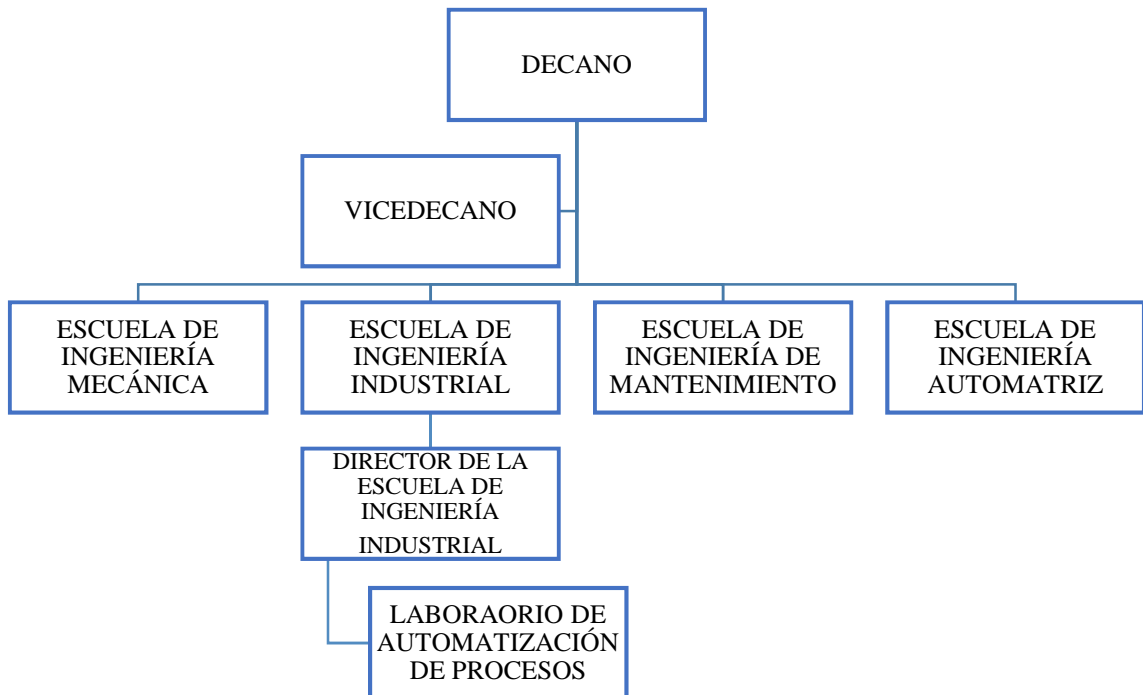 DECANO
VICEDECANO
ESCUELA DE
INGENIERÍA
MECÁNICA
ESCUELA DE
INGENIERÍA
INDUSTRIAL
ESCUELA DE
INGENIERÍA DE
MANTENIMIENTO
ESCUELA DE
INGENIERÍA
AUTOMATRIZ
DIRECTOR DE LA
ESCUELA DE
INGENIERÍA
INDUSTRIAL
LABORAORIO DE
AUTOMATIZACIÓN
DE PROCESOS